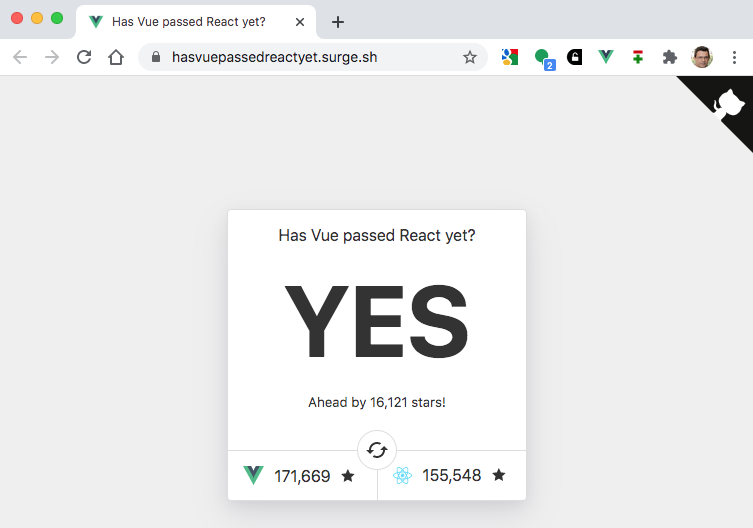 Has Vue passed React yet?
hasvuepassedreactyet.surge.sh
2
Has Vue passed React yet?
YES
Ahead by 16,121 stars!
171,669 155,548